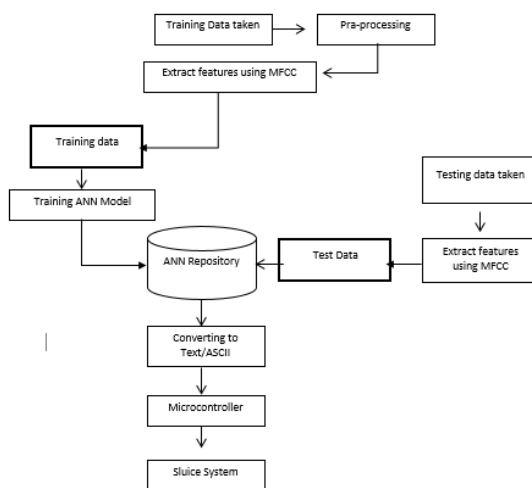 Training Data taken
Pra-processing
Extract features using MFCC
Training data
Training ANN Model
Testing data taken
Extract features
using MFCC
Test Data
ANN Repository
Converting to
Text/ASCII
Microcontroller
Sluice System